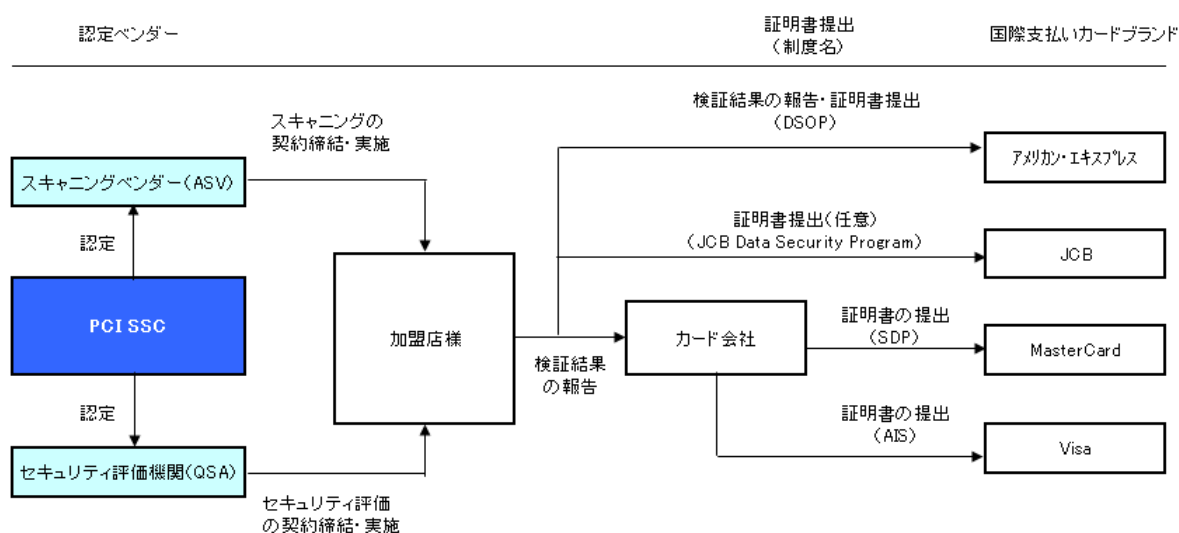 認定ベンダー
証明書提出
（制度名）
国際支払いカードブランド
スキャニングの
契約締結・実施
検証結果の報告・証明書提出
（DSOP）
アメリカン・エキスプレス
スキャニングベンダー（ASV）
認定
証明書提出（任意）
（JCB Data Security Program）
JCB
PCI SSC
加盟店様
カード会社
証明書の提出
（SDP）
MasterCard
検証結果
の報告
認定
証明書の提出
（AIS）
Visa
セキュリティ評価機関（QSA）
セキュリティ評価
の契約締結・実施